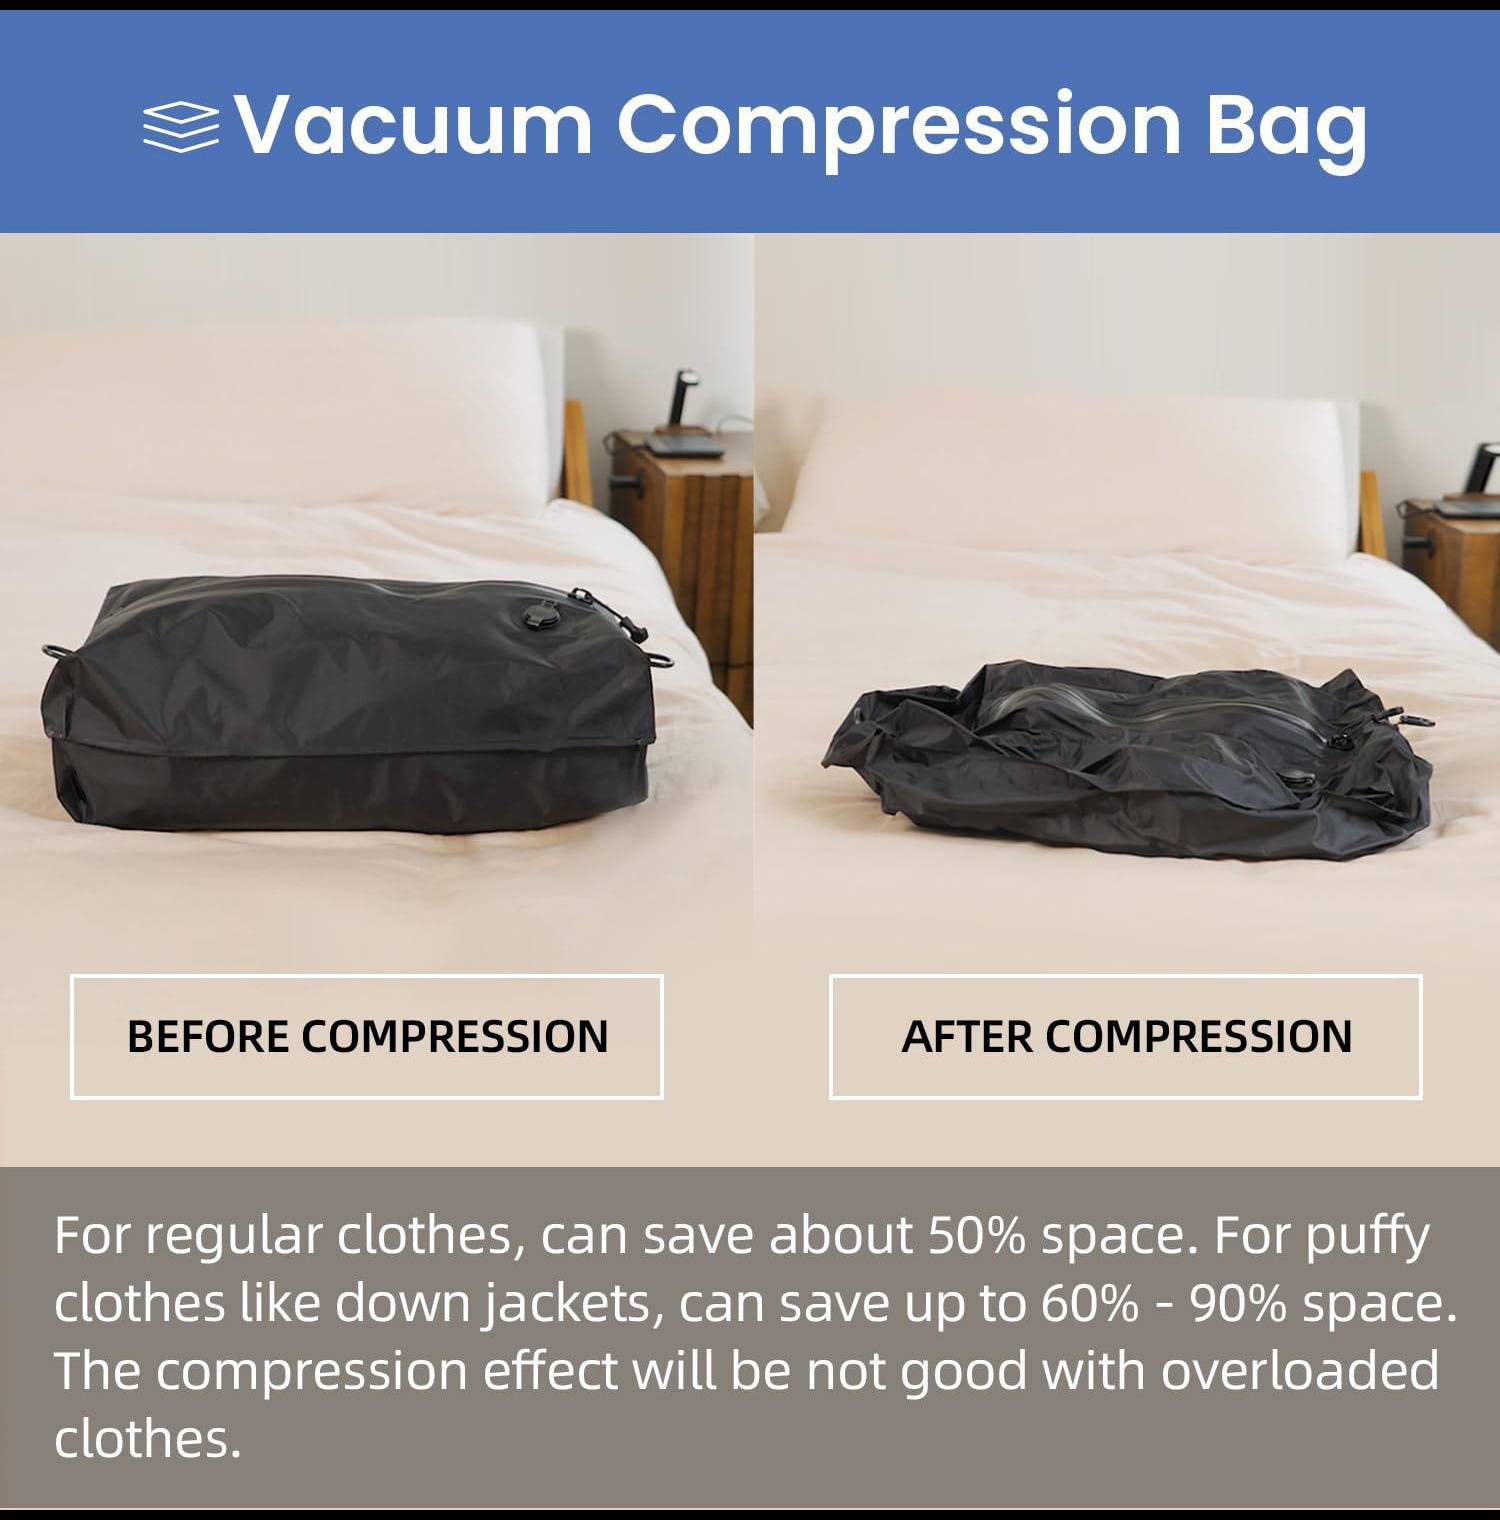 Vacuum Compression Bag
BEFORE COMPRESSION
AFTER COMPRESSION
For regular clothes, can save about 50% space. For puffy
clothes like down jackets, can save up to 60% - 90% space.
The compression effect will be not good with overloaded
clothes.